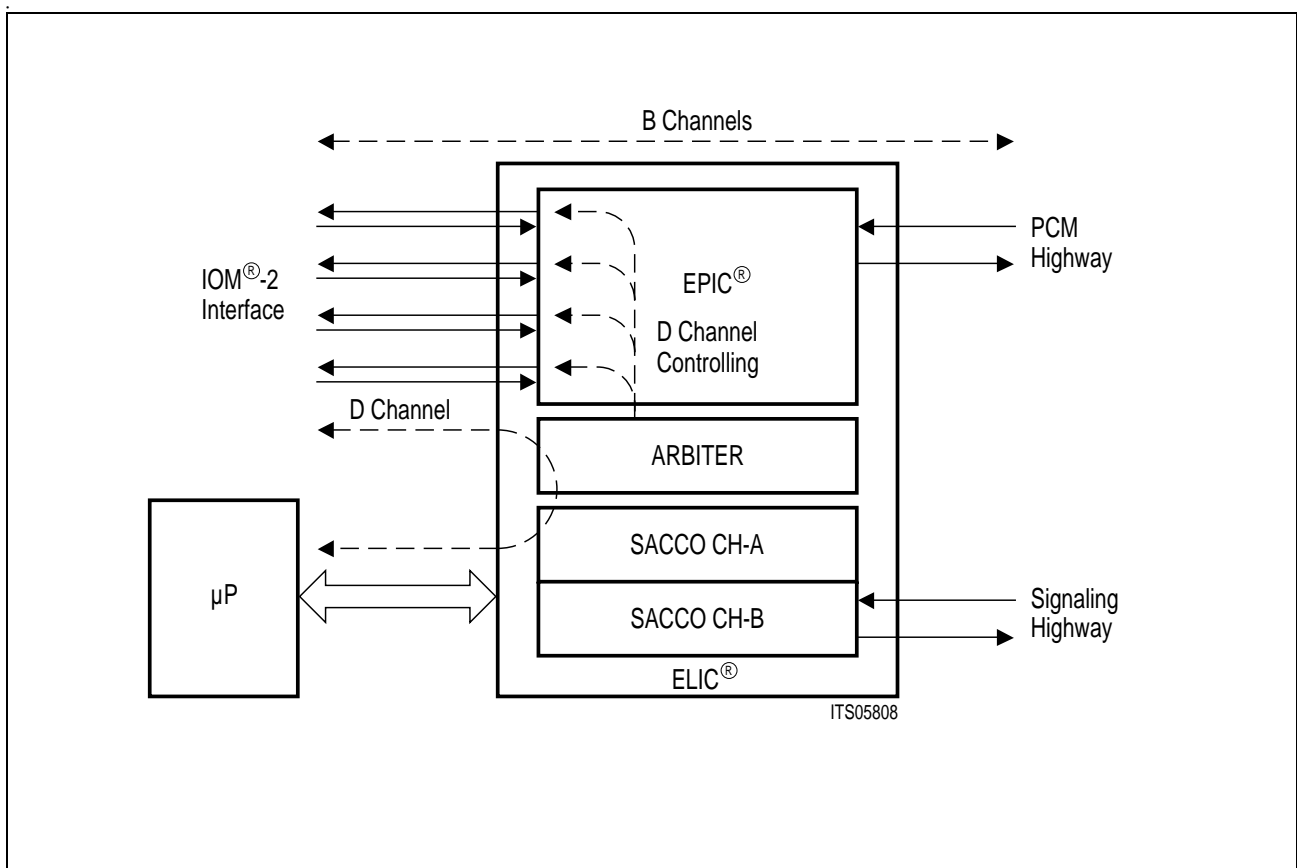 B Channels
IOM®-2
Interface
EPIC®
D Channel
Controlling
PCM
Highway
D Channel
ARBITER
SACCO CH-A
µP
SACCO CH-B
Signaling
Highway
ELIC®
ITS05808